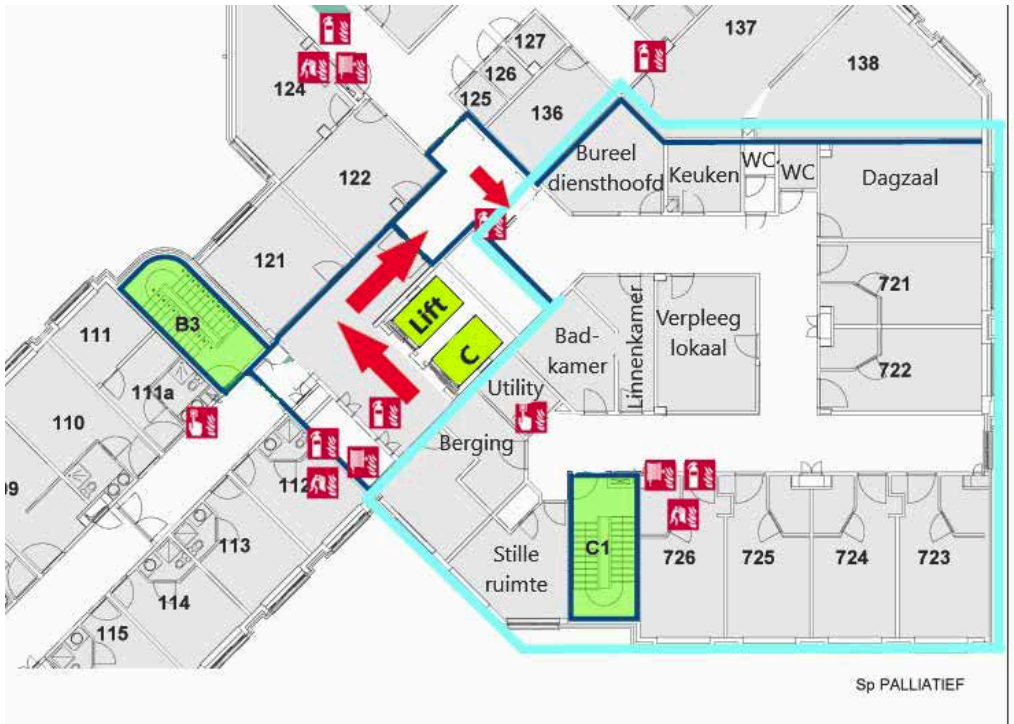 137
127
138
126
124
125
136
Bureel
diensthoofd
Keuken
WC
WC
Dagzaal
122
121
721
B3
Lift
111
Bad-
kamer
Linnenkamer
Verpleeg
lokaal
C
722
111a
Utility
110
Berging
09
112
113
Stille
ruimte
C1
726
725
724
723
114
115
Sp PALLIATIEF